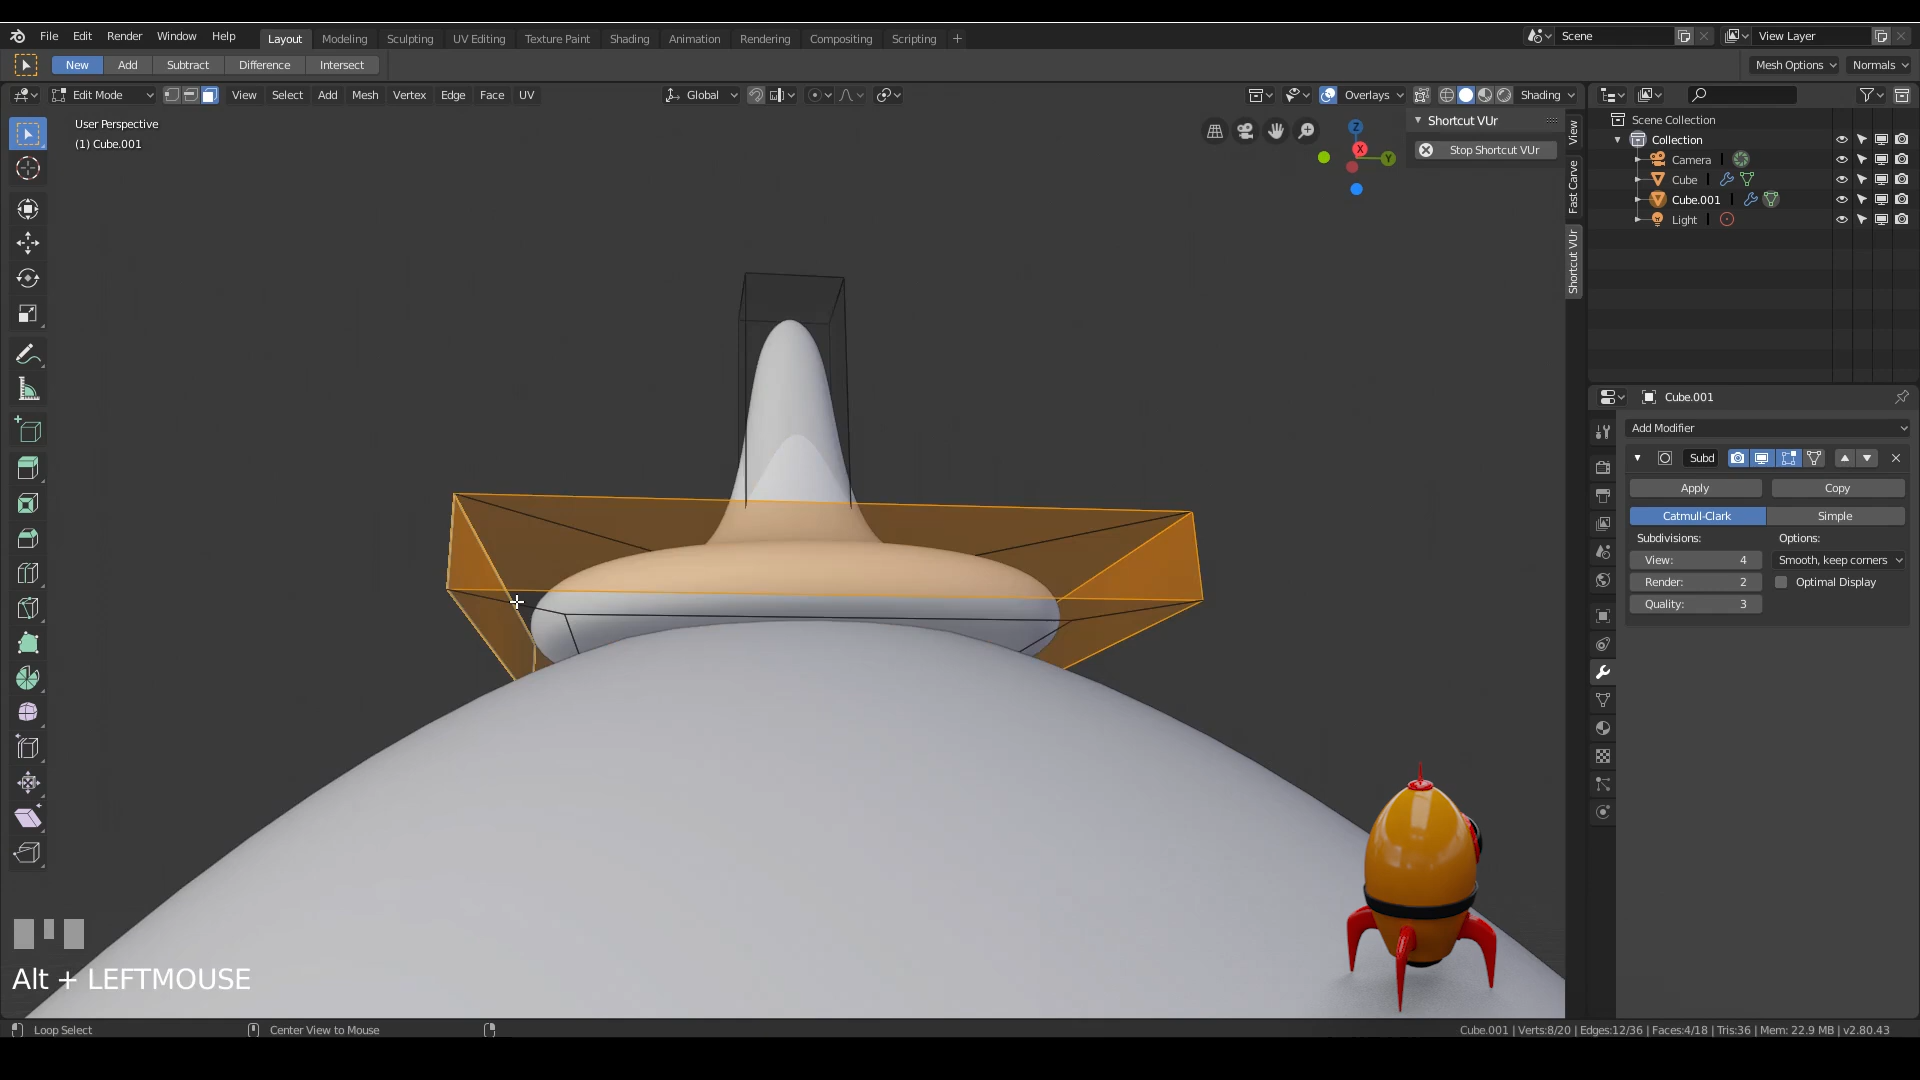 File Edit Render Window Help Layout Modeling Sculpting UV Editing Texture Paint Shading Animation Rendering Compositing Scripting + Scene View Layer
New Add Subtract Difference Intersect Mesh Options Normals
Edit Mode View Select Add Mesh Vertex Edge Face UV Global Overlays Shading
User Perspective
(1) Cube.001
Z
X
Y
Shortcut VUr
Stop Shortcut VUr
View
Fast Carve
Shortcut VUr
Scene Collection
Collection
Camera
Cube
Cube.001
Light
Cube.001
Add Modifier
Subd
Apply Copy
Catmull-Clark Simple
Subdivisions: Options:
View: 4 Smooth, keep corners
Render: 2 Optimal Display
Quality: 3
Alt + LEFTMOUSE
Loop Select Center View to Mouse Cube.001 | Verts:8/20 | Edges:12/36 | Faces:4/18 | Tris:36 | Mem: 22.9 MB | v2.80.43